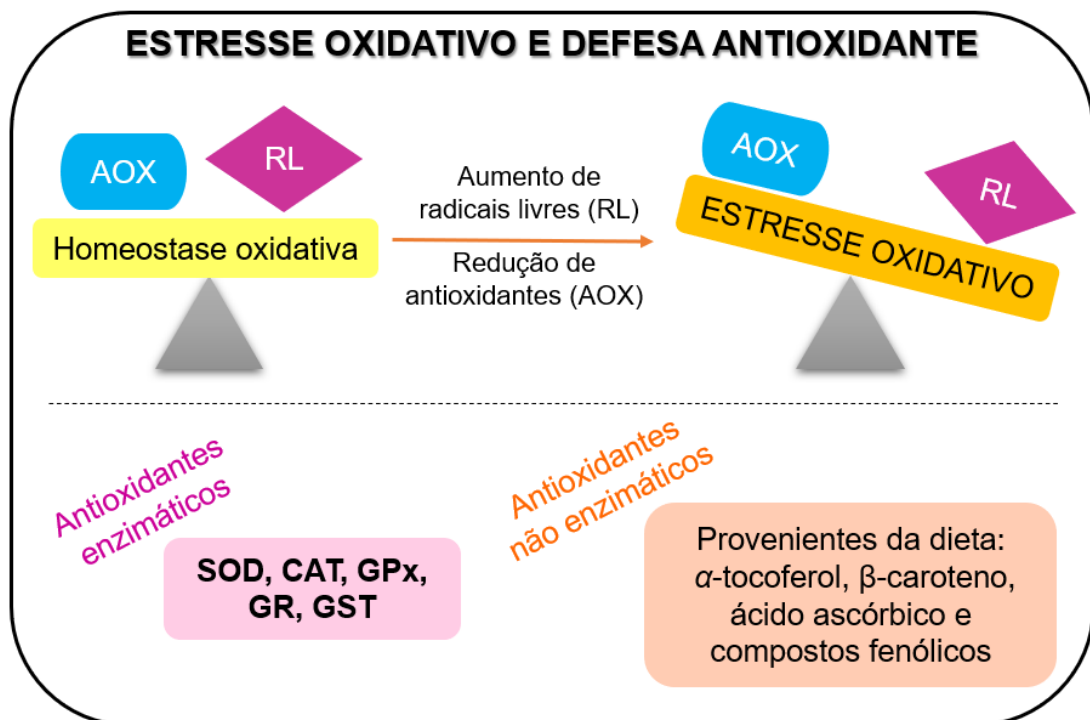 ESTRESSE OXIDATIVO E DEFESA ANTIOXIDANTE
AOX
RL
Homeostase oxidativa
Aumento de
radicais livres (RL)
Redução de
antioxidantes (AOX)
AOX
RL
ESTRESSE OXIDATIVO
Antioxidantes
enzimáticos
SOD, CAT, GPx,
GR, GST
Antioxidantes
não enzimáticos
Provenientes da dieta:
α-tocoferol, β-caroteno,
ácido ascórbico e
compostos fenólicos